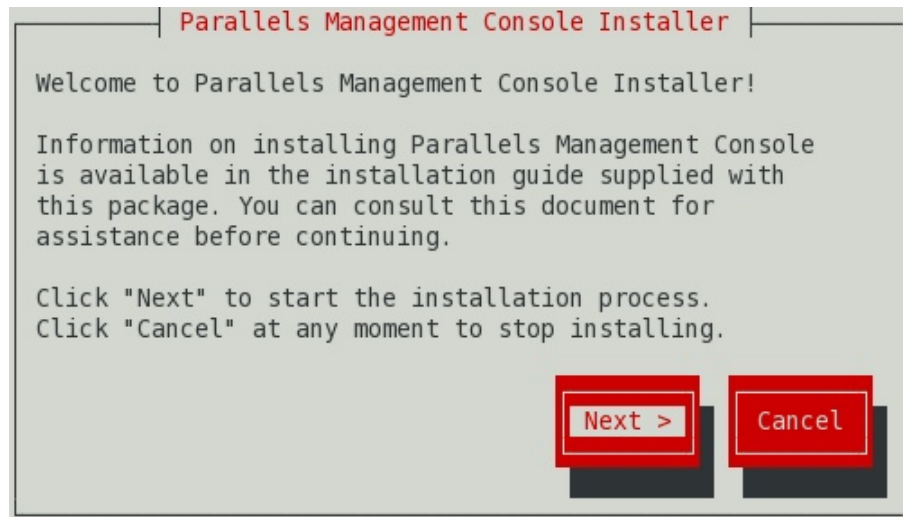 Parallels Management Console Installer
Welcome to Parallels Management Console Installer!
Information on installing Parallels Management Console
is available in the installation guide supplied with
this package. You can consult this document for
assistance before continuing.
Click "Next" to start the installation process.
Click "Cancel" at any moment to stop installing.
Next > Cancel